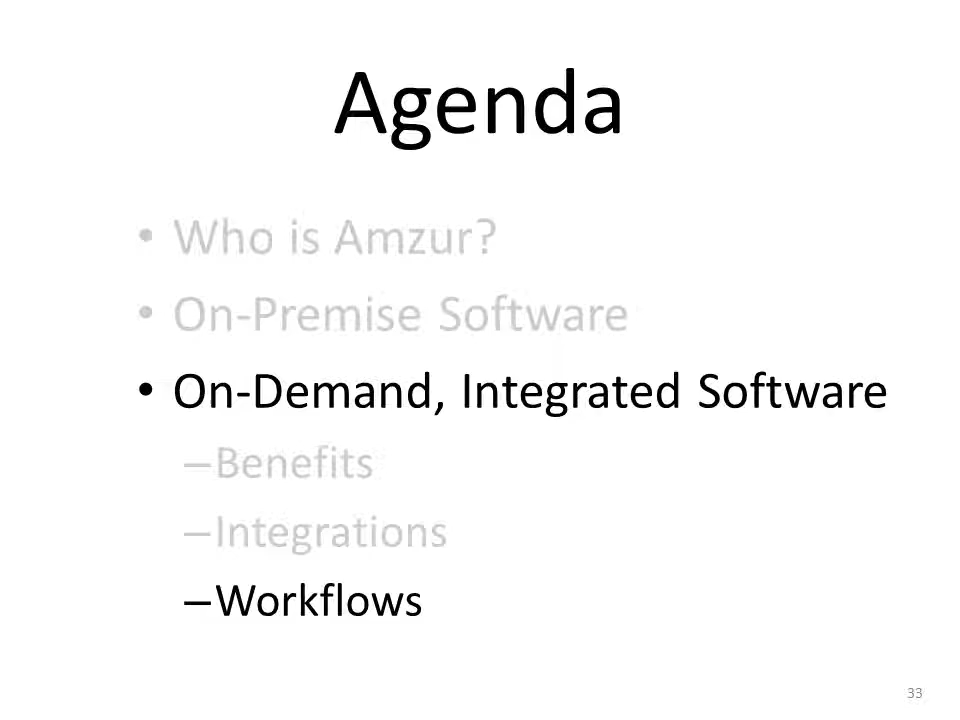 Agenda
• Who is Amzur?
• On-Premise Software
• On-Demand, Integrated Software
–Benefits
–Integrations
–Workflows
33